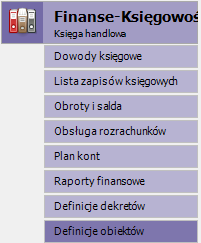 Finanse-Księgowoś
Księga handlowa
Dowody księgowe
Lista zapisów księgowych
Obroty i salda
Obsługa rozrachunków
Plan kont
Raporty finansowe
Definicje dekretów
Definicje obiektów